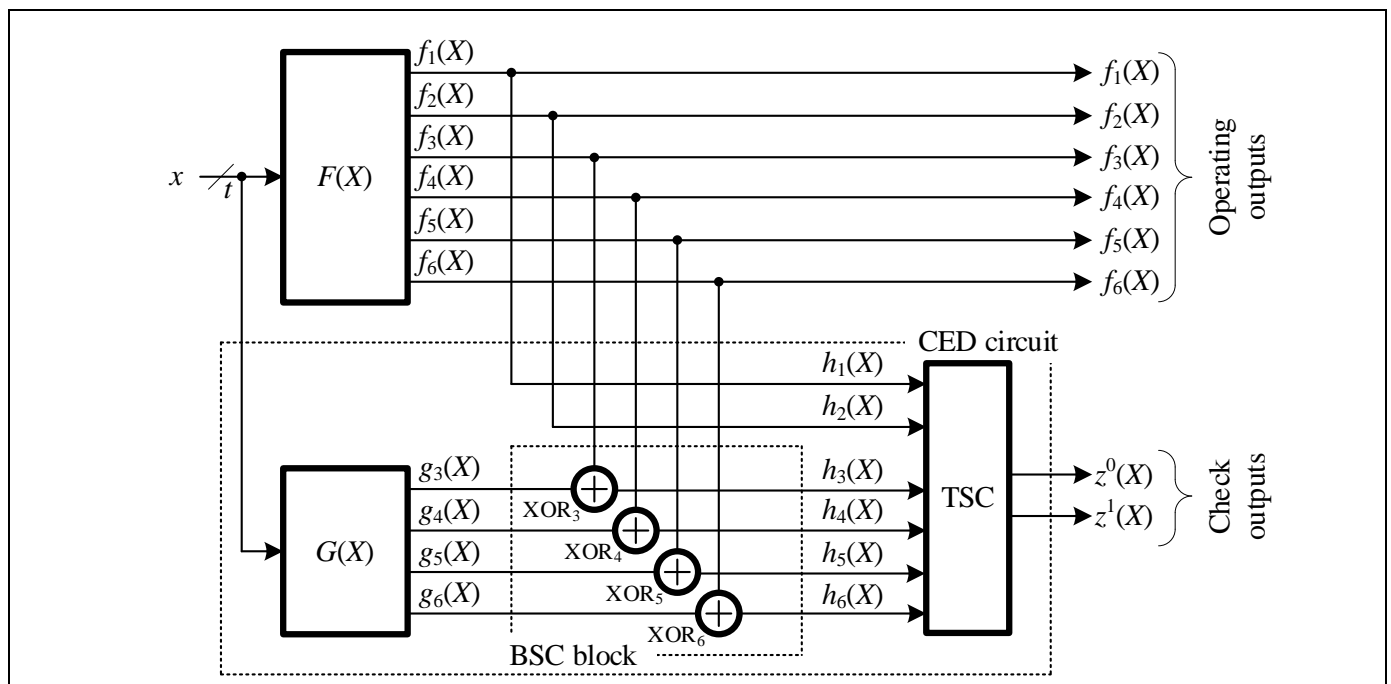 f1(X)
f1(X)
f2(X)
f2(X)
f3(X)
f3(X)
x
t
F(X)
f4(X)
f4(X)
f5(X)
f5(X)
f6(X)
f6(X)
Operating
outputs
CED circuit
h1(X)
h2(X)
g3(X)
XOR3
h3(X)
g4(X)
XOR4
h4(X)
G(X)
g5(X)
XOR5
h5(X)
g6(X)
XOR6
h6(X)
BSC block
TSC
z⁰(X)
z¹(X)
Check
outputs